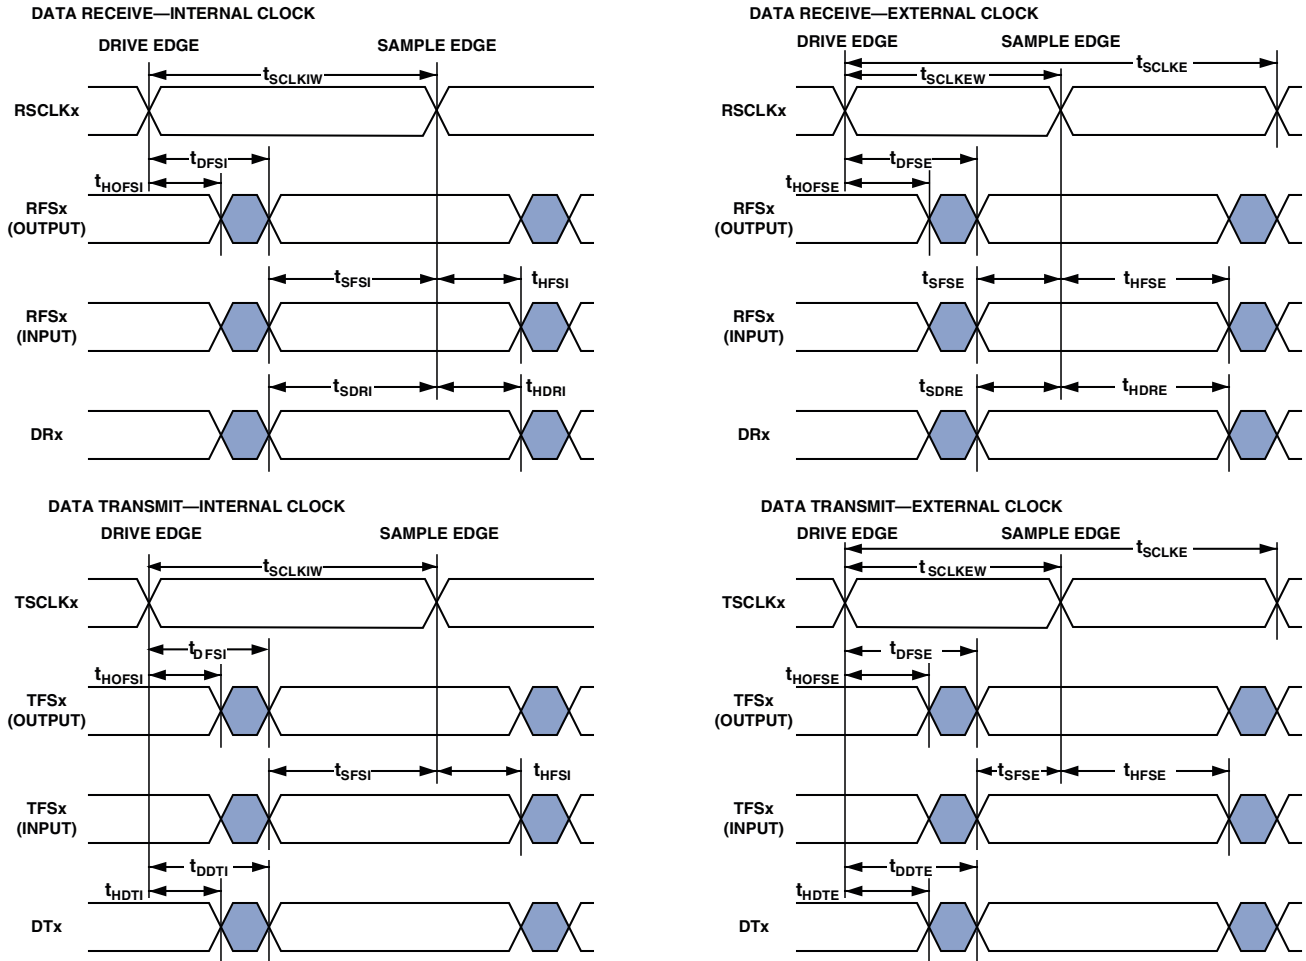 DATA RECEIVE—INTERNAL CLOCK
DRIVE EDGE SAMPLE EDGE
tSCLKIW
RSCLKx
tDFSI
tHOFSI
RFSx
(OUTPUT)
tSFSI tHFSI
RFSx
(INPUT)
tSDRI tHDRI
DRx
DATA RECEIVE—EXTERNAL CLOCK
DRIVE EDGE SAMPLE EDGE
tSCLKE
tSCLKEW
RSCLKx
tDFSE
tHOFSE
RFSx
(OUTPUT)
tSFSE tHFSE
RFSx
(INPUT)
tSDRE tHDRE
DRx
DATA TRANSMIT—INTERNAL CLOCK
DRIVE EDGE SAMPLE EDGE
tSCLKIW
TSCLKx
tDFSI
tHOFSI
TFSx
(OUTPUT)
tSFSI tHFSI
TFSx
(INPUT)
tDDTI
tHDTI
DTx
DATA TRANSMIT—EXTERNAL CLOCK
DRIVE EDGE SAMPLE EDGE
tSCLKE
tSCLKEW
TSCLKx
tDFSE
tHOFSE
TFSx
(OUTPUT)
tSFSE tHFSE
TFSx
(INPUT)
tDDTE
tHDTE
DTx